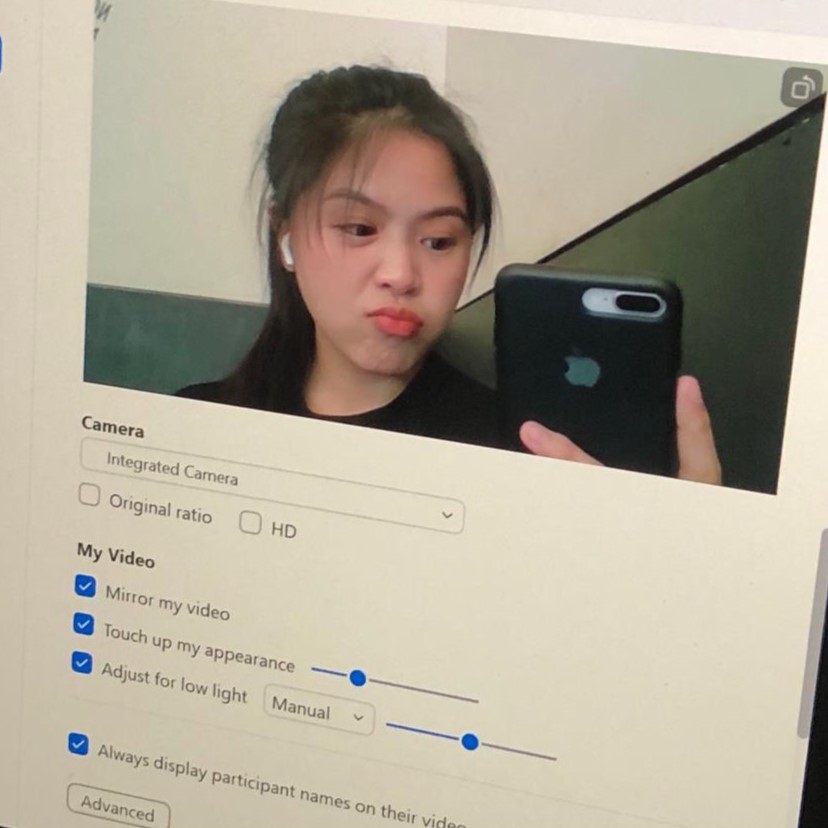 Camera
Integrated Camera
Original ratio HD
My Video
Mirror my video
Touch up my appearance
Adjust for low light Manual
Always display participant names on their video
Advanced